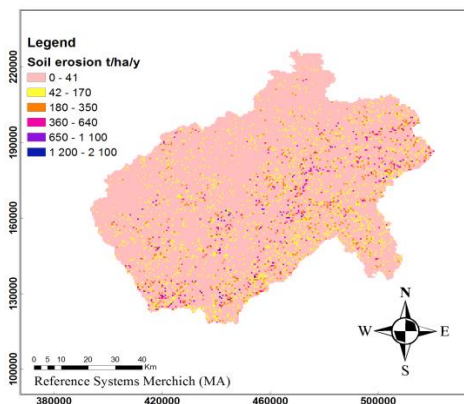 Legend
Soil erosion t/ha/y
0 - 41
42 - 170
180 - 350
360 - 640
650 - 1 100
1 200 - 2 100
220000
190000
160000
130000
100000
N
W E
S
0 5 10 20 30 40
Km
Reference Systems Merchich (MA)
380000 420000 460000 500000